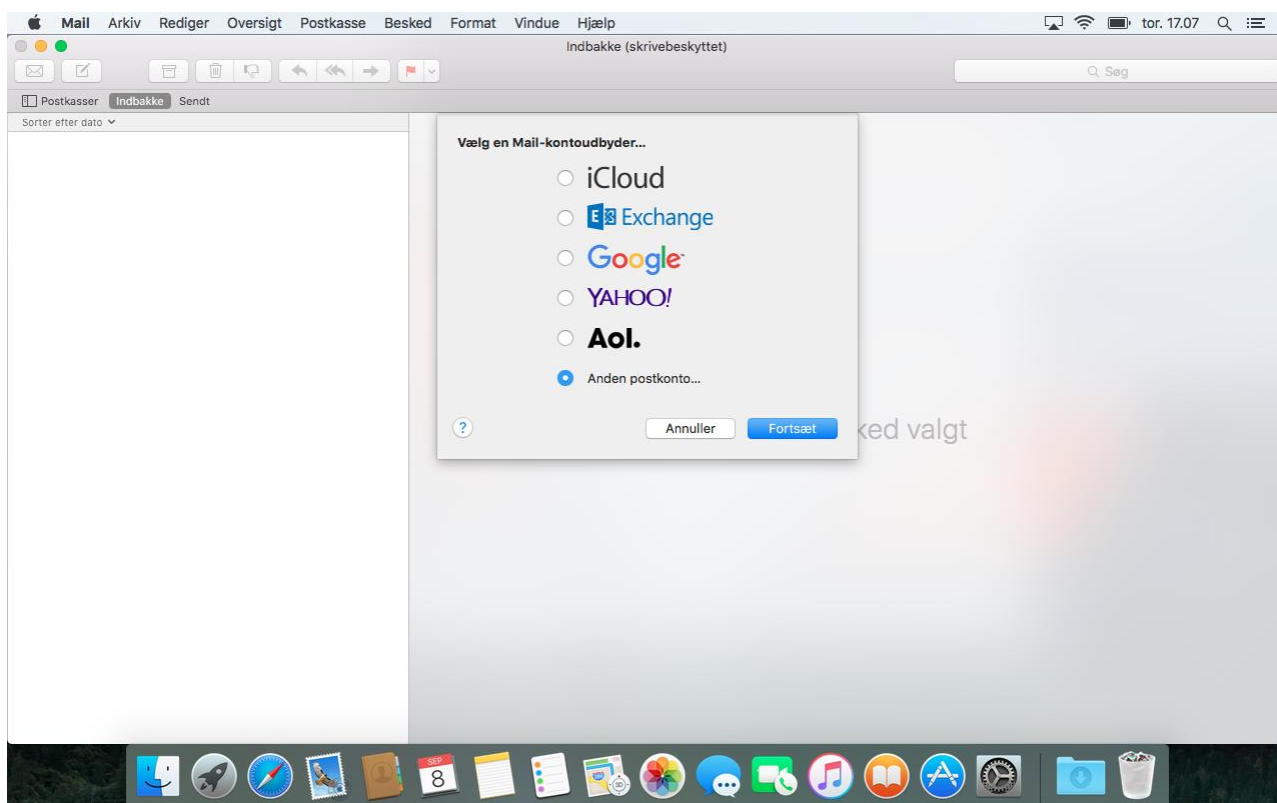 Mail Arkiv Rediger Oversigt Postkasse Besked Format Vindue Hjælp tor. 17.07
Indbakke (skrivebeskyttet)
Søg
Postkasser Indbakke Sendt
Sorter efter dato
Vælg en Mail-kontoudbyder...
iCloud
E Exchange
Google
YAHOO!
Aol.
Anden postkonto...
? Annuller Fortsæt
ked valgt
SEP
8